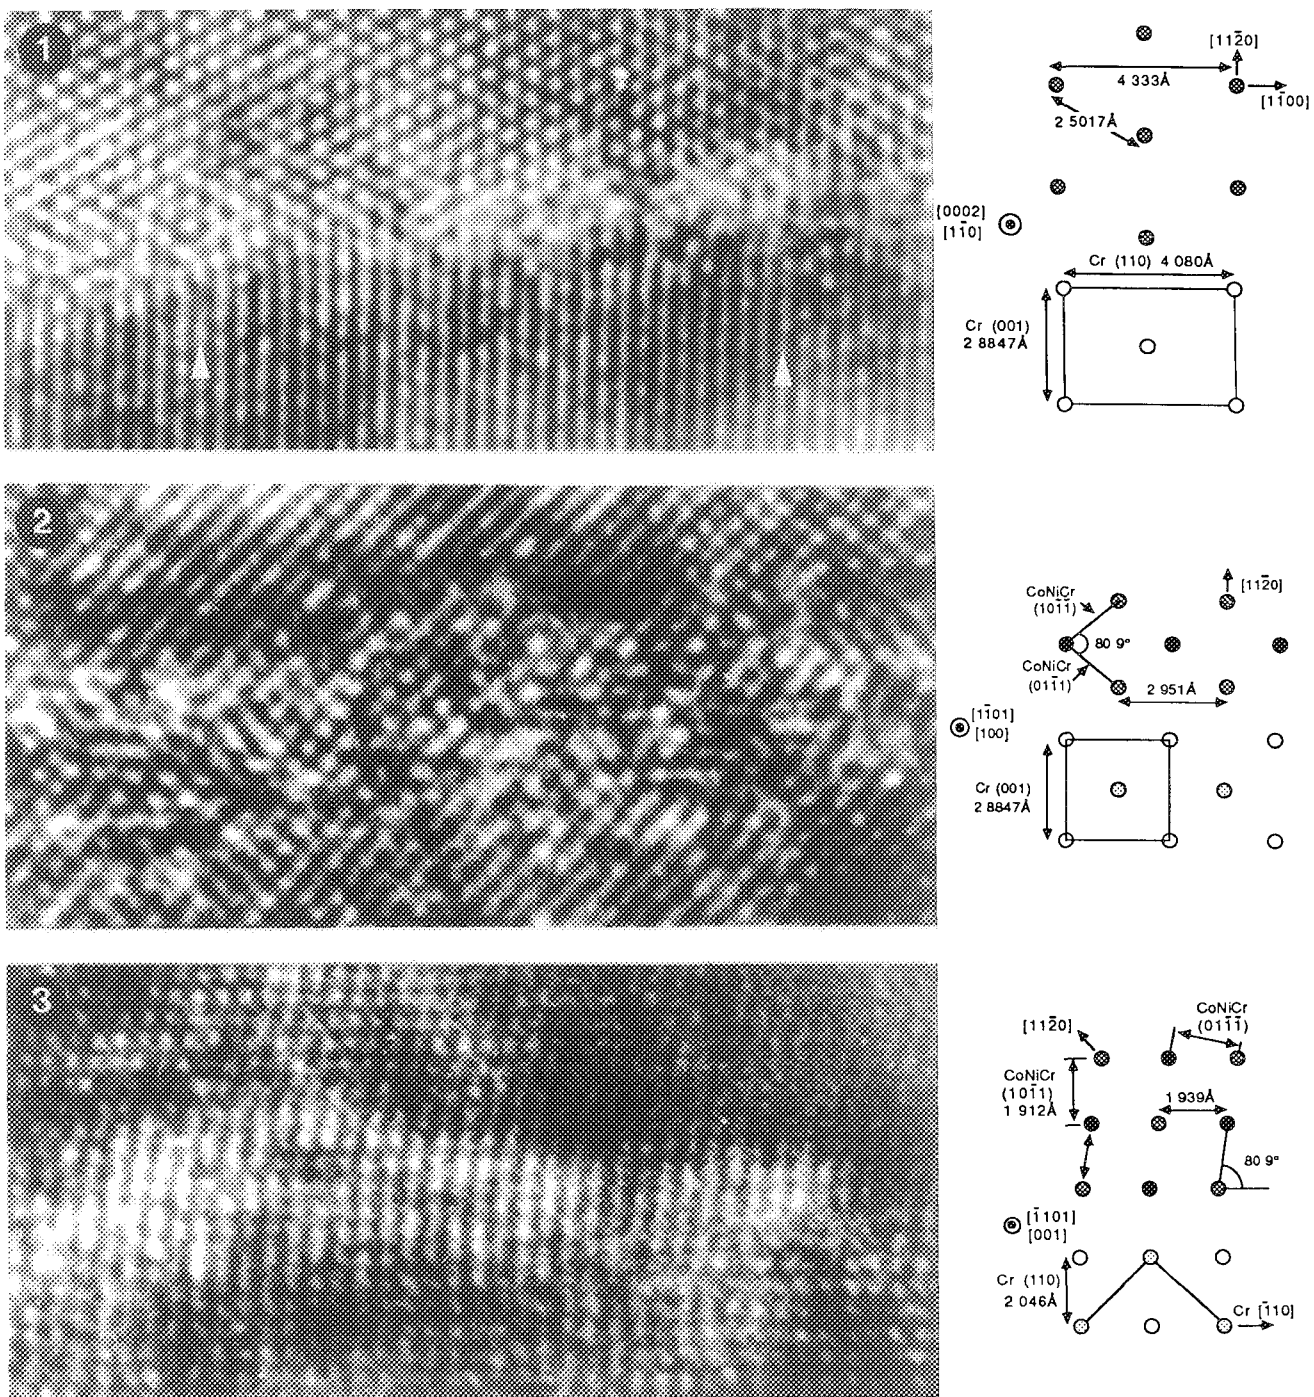 1
[112̅0]
4 333Å
[11̅00]
2 5017Å
[0002]
[11̅0]
Cr (110) 4 080Å
Cr (001)
2 8847Å
2
CoNiCr
(101̅1̅)
[112̅0]
80 9°
CoNiCr
(011̅1)
2 951Å
[11̅01]
[100]
Cr (001)
2 8847Å
3
[112̅0]
CoNiCr
(011̅1̅)
CoNiCr
(101̅1)
1 912Å
1 939Å
80 9°
[1̅101]
[001]
Cr (110)
2 046Å
Cr [1̅10]